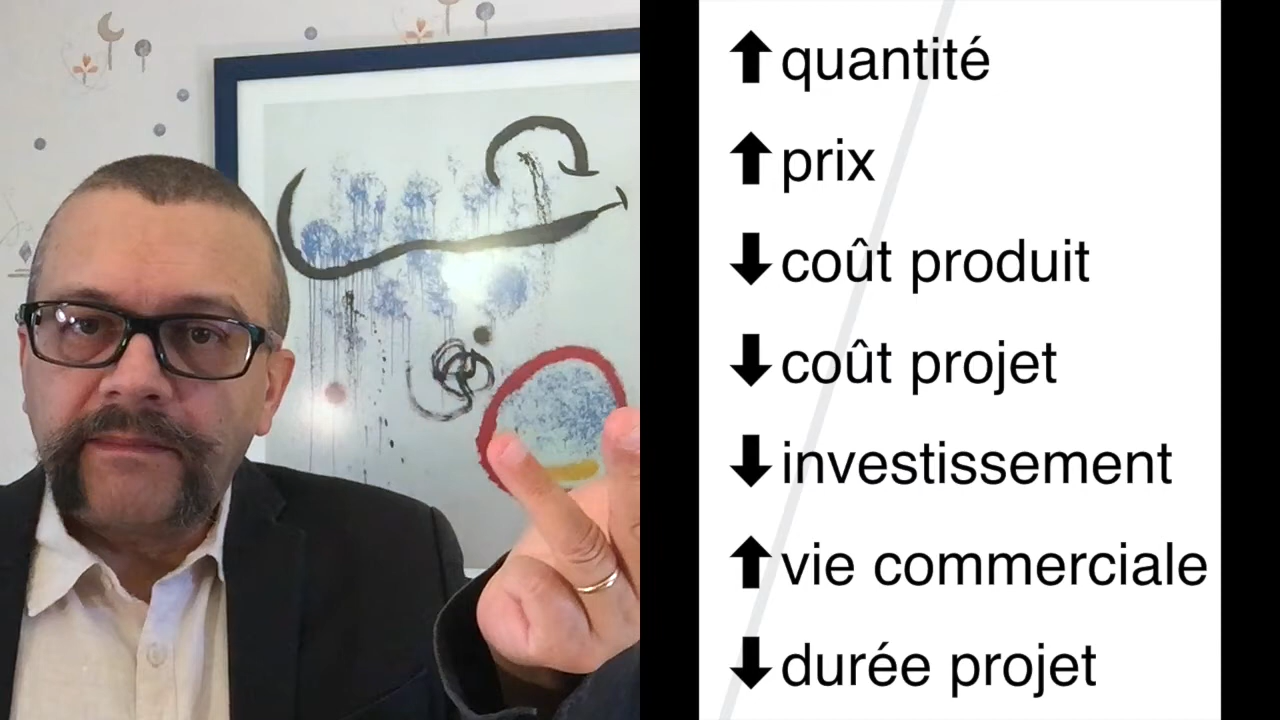 ⬆quantité
⬆prix
⬇coût produit
⬇coût projet
⬇investissement
⬆vie commerciale
⬇durée projet